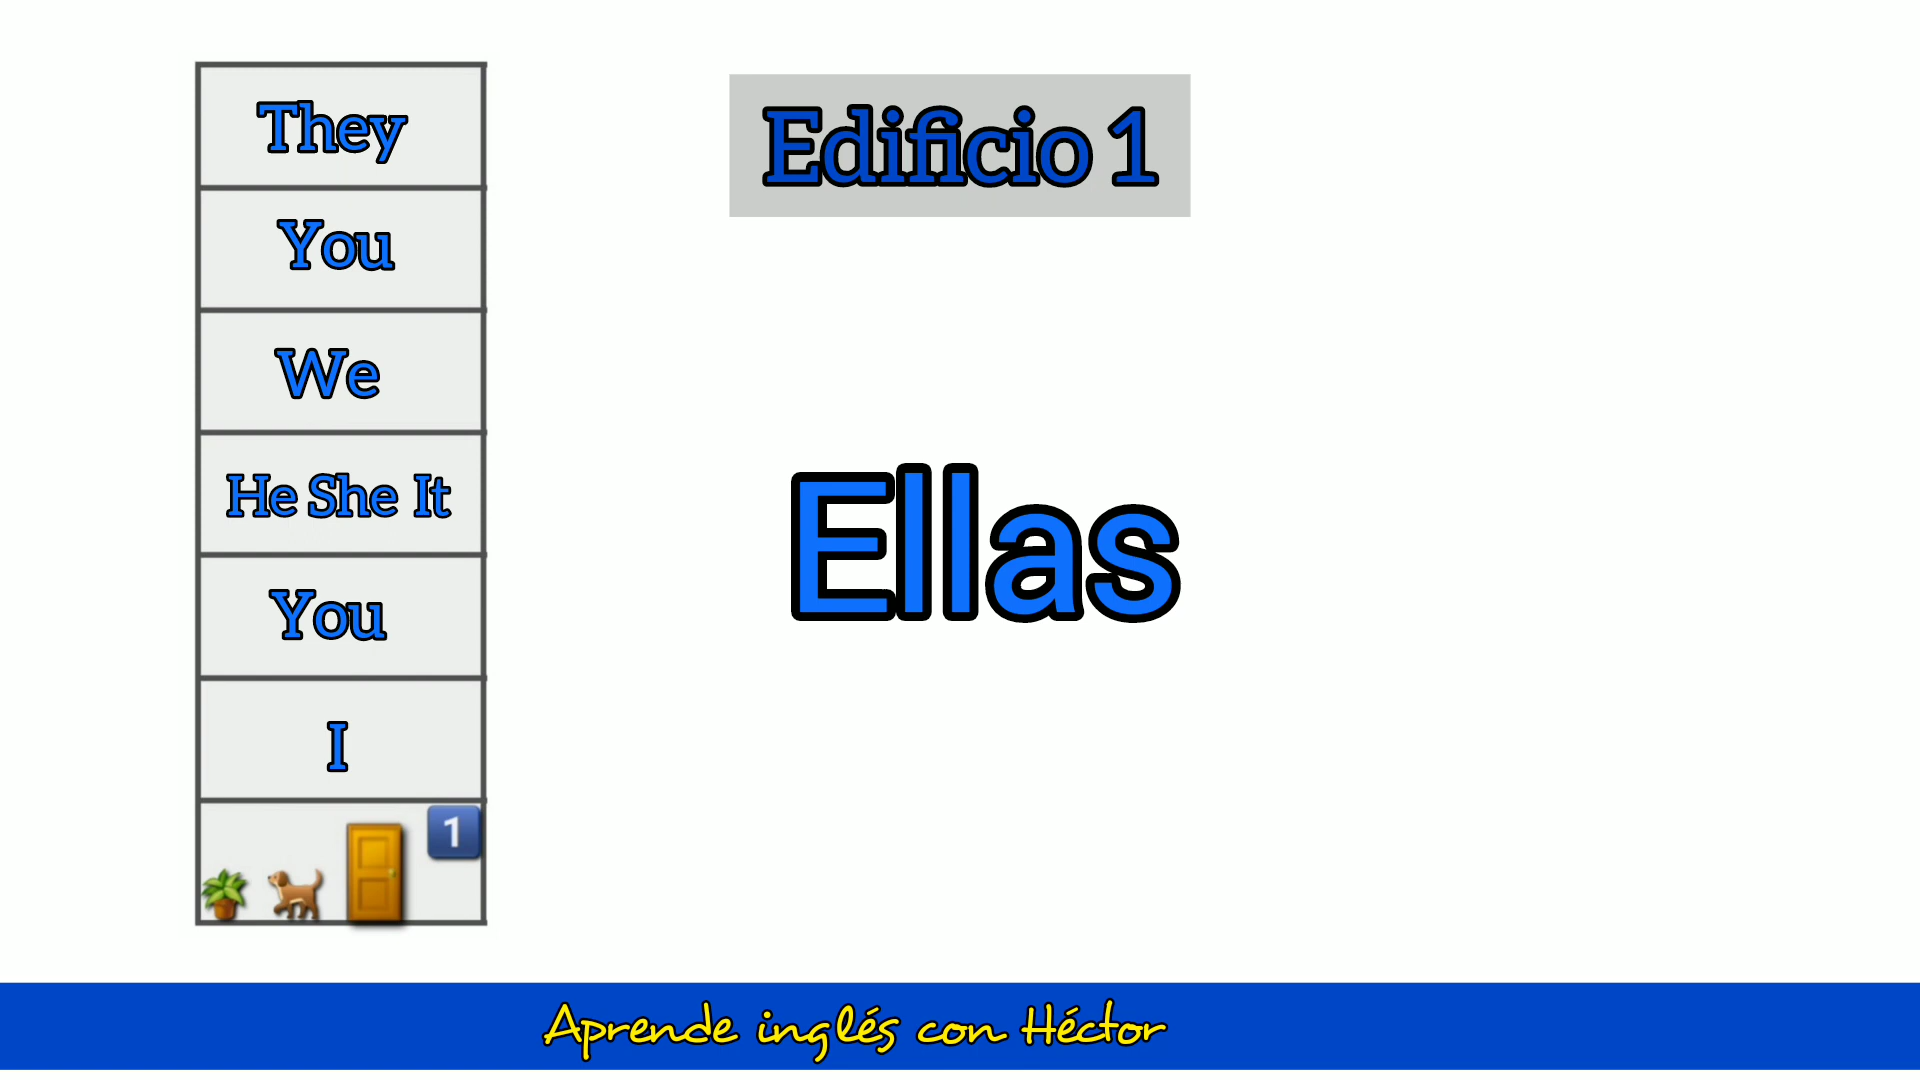 They
You
We
He She It
You
I
1
Edificio 1
Ellas
Aprende inglés con Héctor